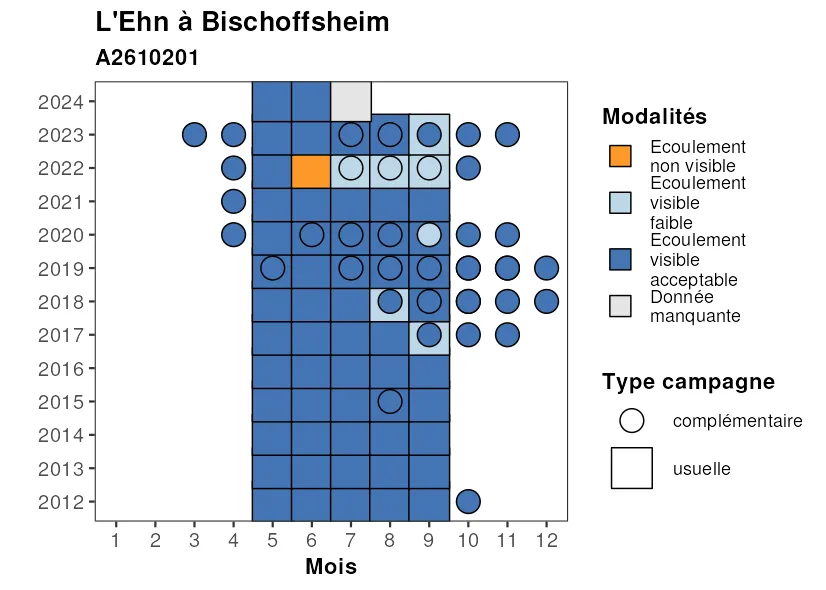 L'Ehn à Bischoffsheim
A2610201
2024
2023
2022
2021
2020
2019
2018
2017
2016
2015
2014
2013
2012
1 2 3 4 5 6 7 8 9 10 11 12
Mois
Modalités
Ecoulement
non visible
Ecoulement
visible
faible
Ecoulement
visible
acceptable
Donnée
manquante
Type campagne
complémentaire
usuelle